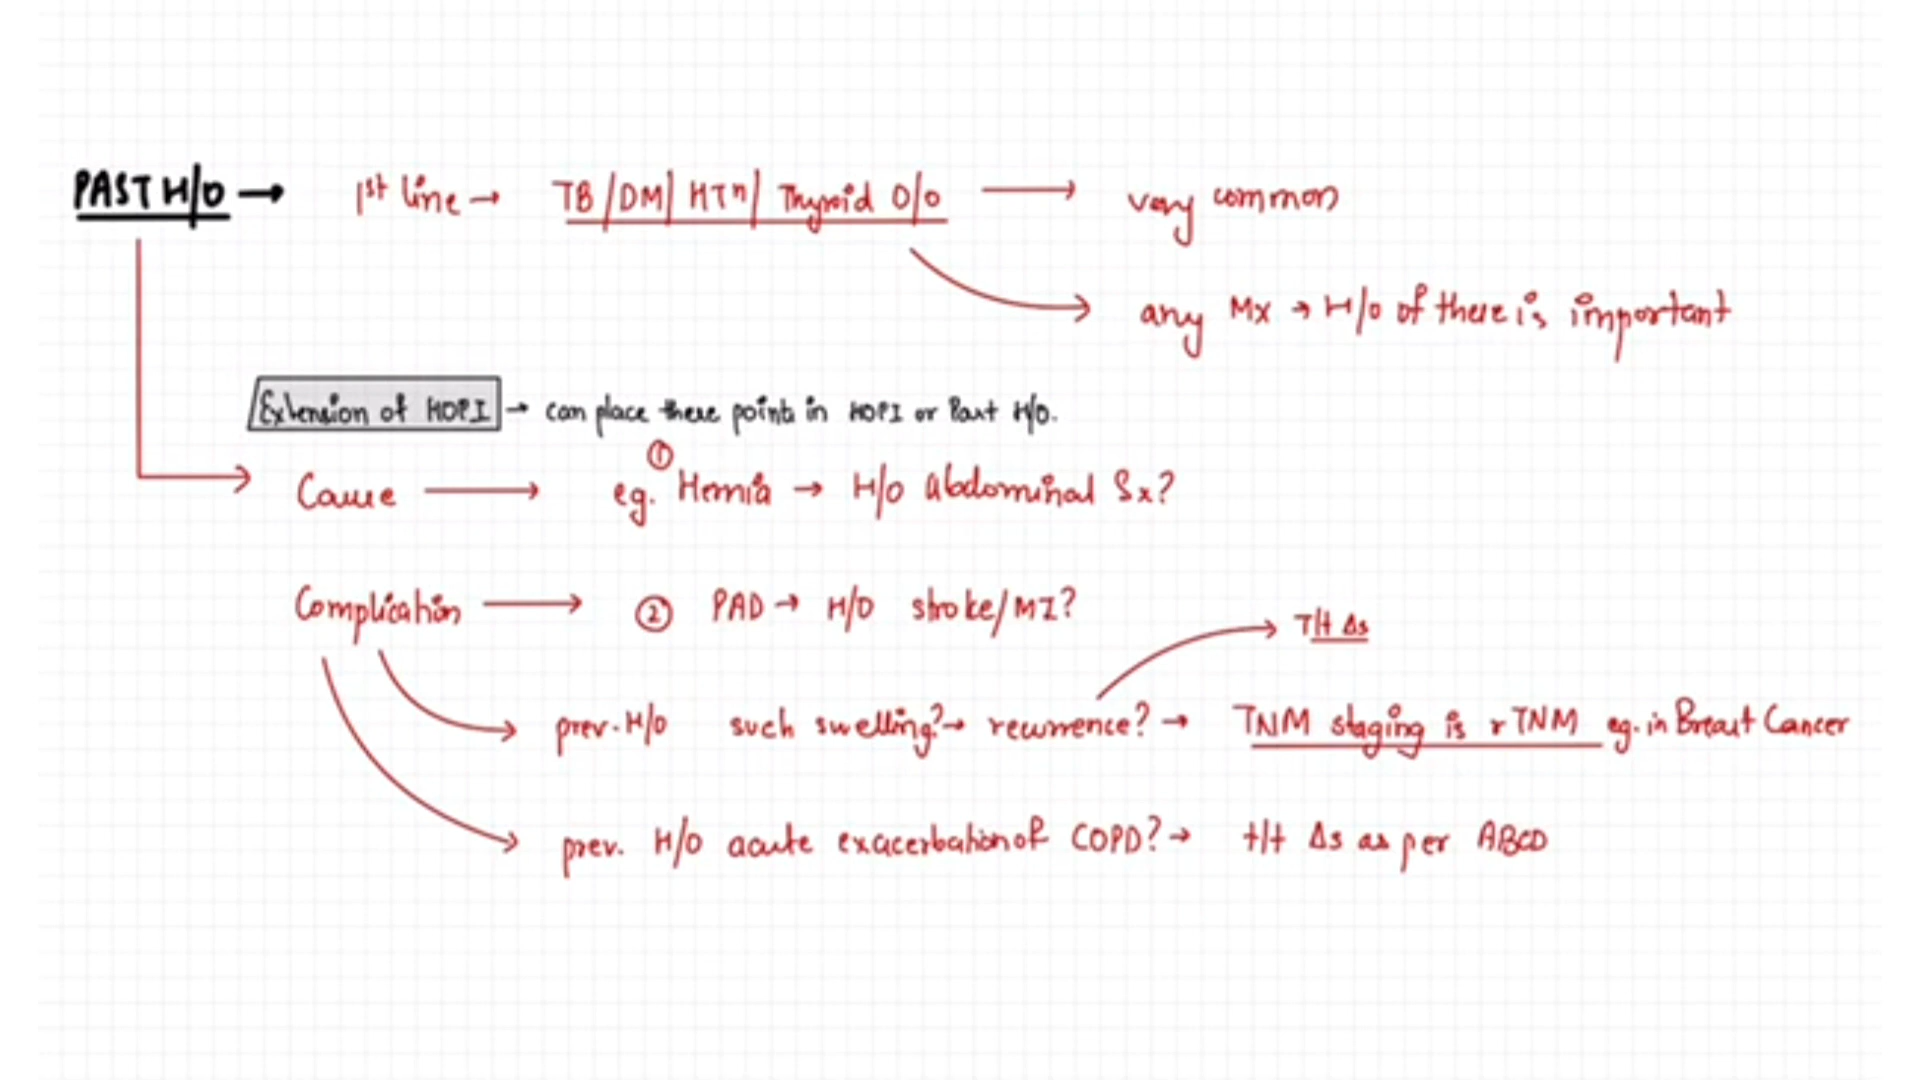 PAST H/O → 1st line → TB/DM/HTn/Thyroid D/o → very common
any Mx → H/o of these is important
Extension of HOPI → can place these points in HOPI or Past H/o.
Cause → eg. ① Hernia → H/o Abdominal Sx?
Complication → ② PAD → H/O stroke/MI?
T/t Δs
prev. H/o such swelling? → recurrence? → TNM staging is rTNM eg. in Breast Cancer
prev. H/o acute exacerbation of COPD? → t/t Δs as per ABCD